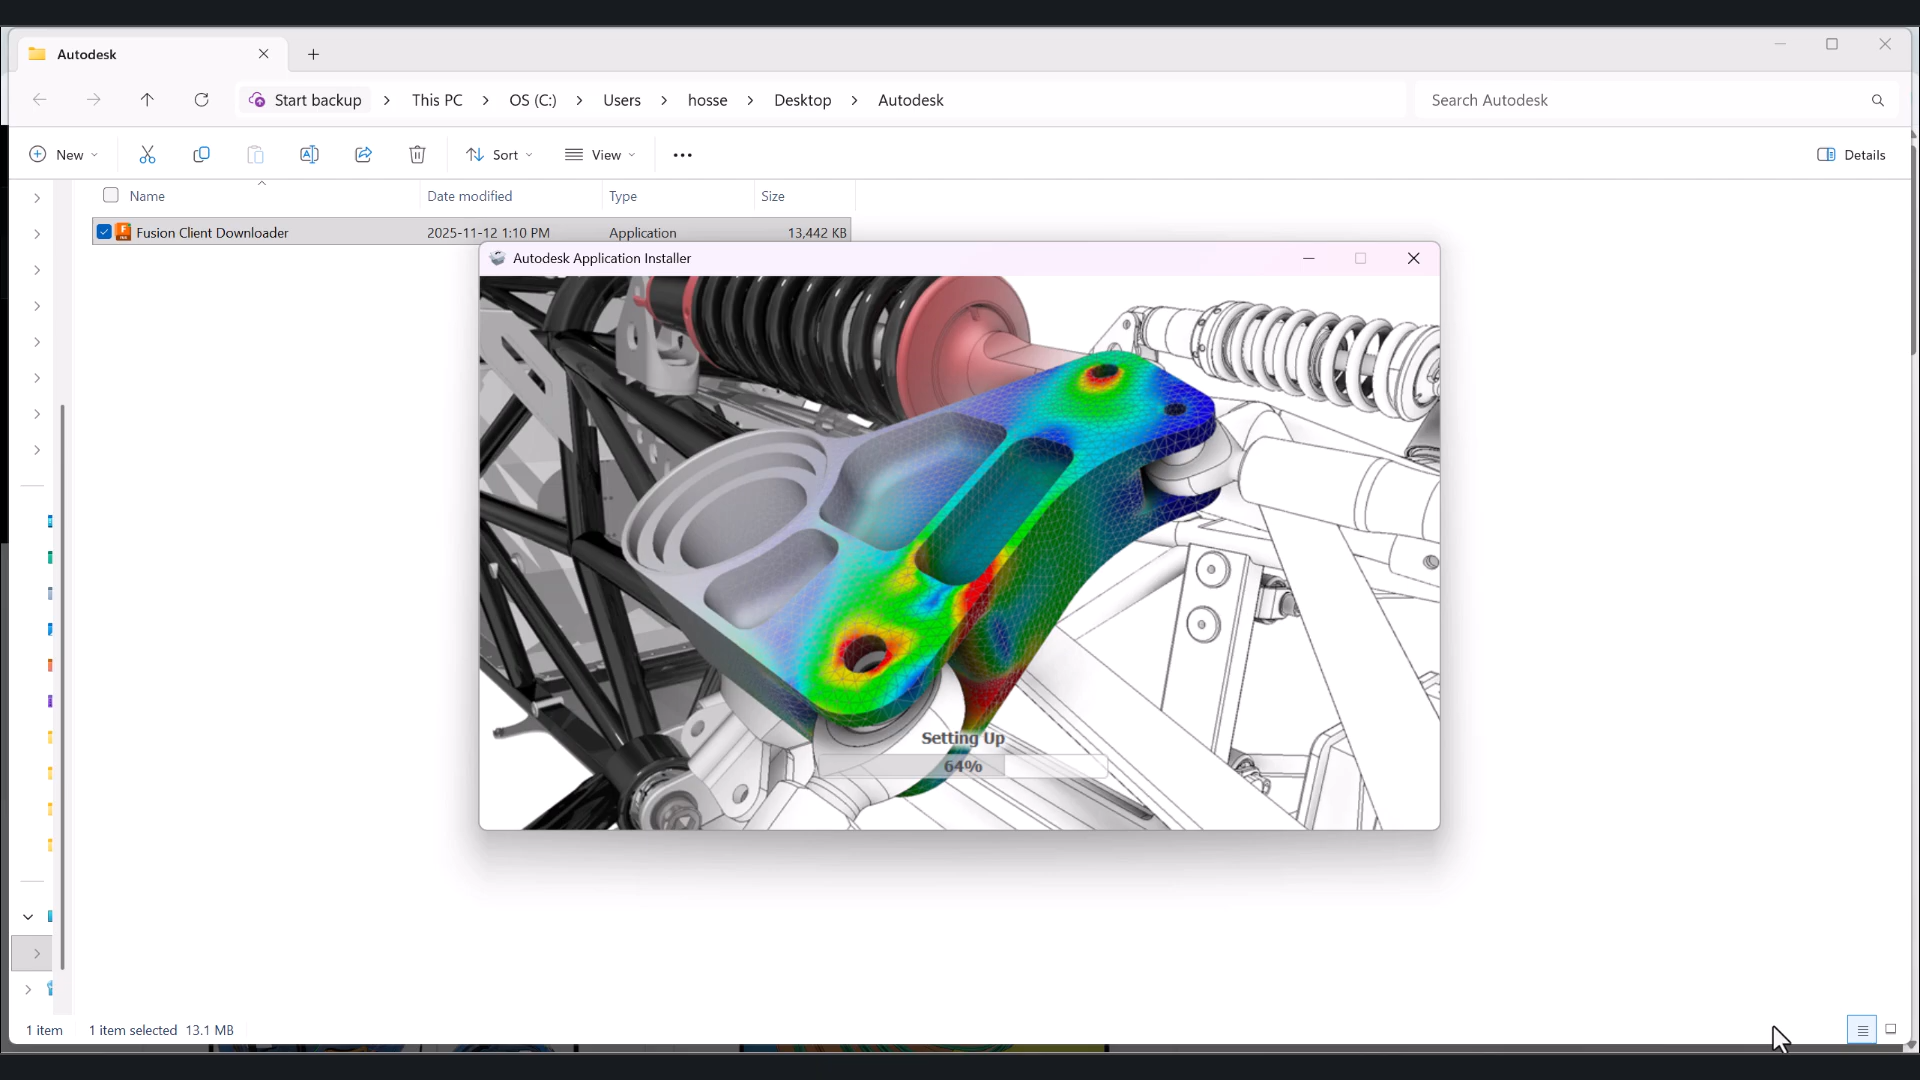 Autodesk
Start backup > This PC > OS (C:) > Users > hosse > Desktop > Autodesk
Search Autodesk
New
Sort
View
Details
Name Date modified Type Size
Fusion Client Downloader 2025-11-12 1:10 PM Application 13,442 KB
Autodesk Application Installer
Setting Up
64%
1 item 1 item selected 13.1 MB